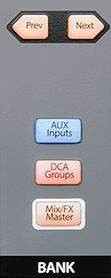 Prev Next
AUX
Inputs
DCA
Groups
Mix/FX
Master
BANK